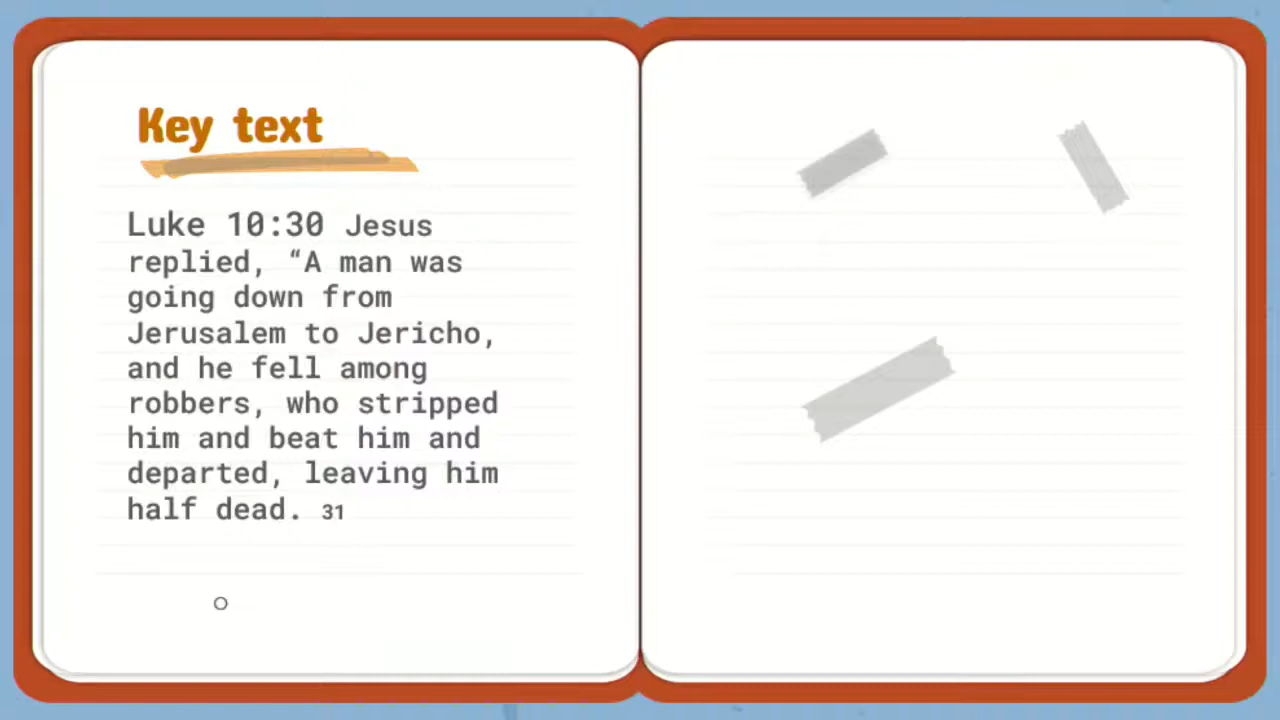 Key text
Luke 10:30 Jesus
replied, “A man was
going down from
Jerusalem to Jericho,
and he fell among
robbers, who stripped
him and beat him and
departed, leaving him
half dead. 31